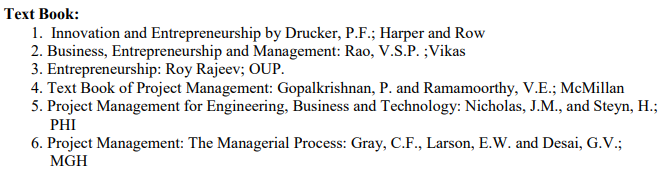 Text Book:
1. Innovation and Entrepreneurship by Drucker, P.F.; Harper and Row
2. Business, Entrepreneurship and Management: Rao, V.S.P. ;Vikas
3. Entrepreneurship: Roy Rajeev; OUP.
4. Text Book of Project Management: Gopalkrishnan, P. and Ramamoorthy, V.E.; McMillan
5. Project Management for Engineering, Business and Technology: Nicholas, J.M., and Steyn, H.;
PHI
6. Project Management: The Managerial Process: Gray, C.F., Larson, E.W. and Desai, G.V.;
MGH